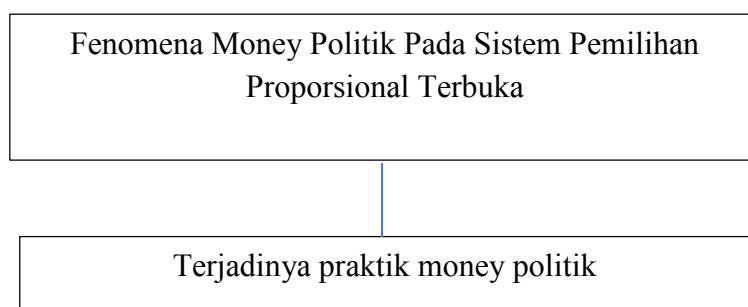 Fenomena Money Politik Pada Sistem Pemilihan
Proporsional Terbuka
Terjadinya praktik money politik